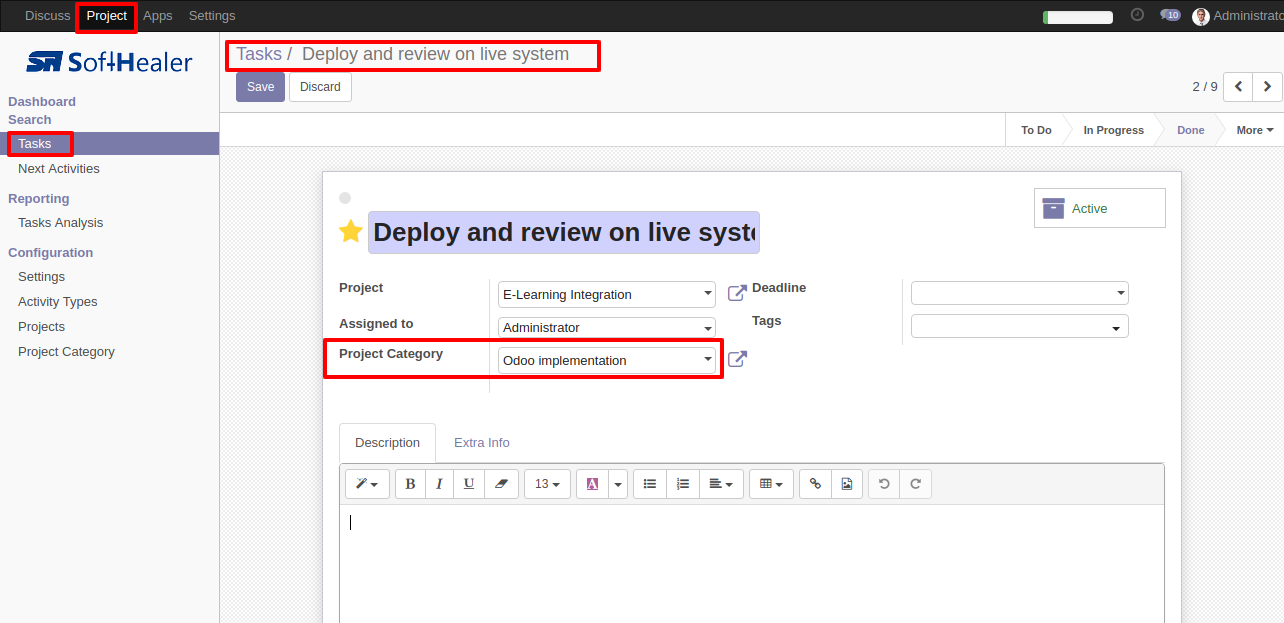 Discuss Project Apps Settings 10 Administrato
SoftHealer
Tasks / Deploy and review on live system
Save Discard 2 / 9
Dashboard
Search
Tasks
Next Activities
Reporting
Tasks Analysis
Configuration
Settings
Activity Types
Projects
Project Category
To Do In Progress Done More
Active
Deploy and review on live syste
Project E-Learning Integration Deadline
Assigned to Administrator Tags
Project Category Odoo implementation
Description Extra Info
B I U 13 A